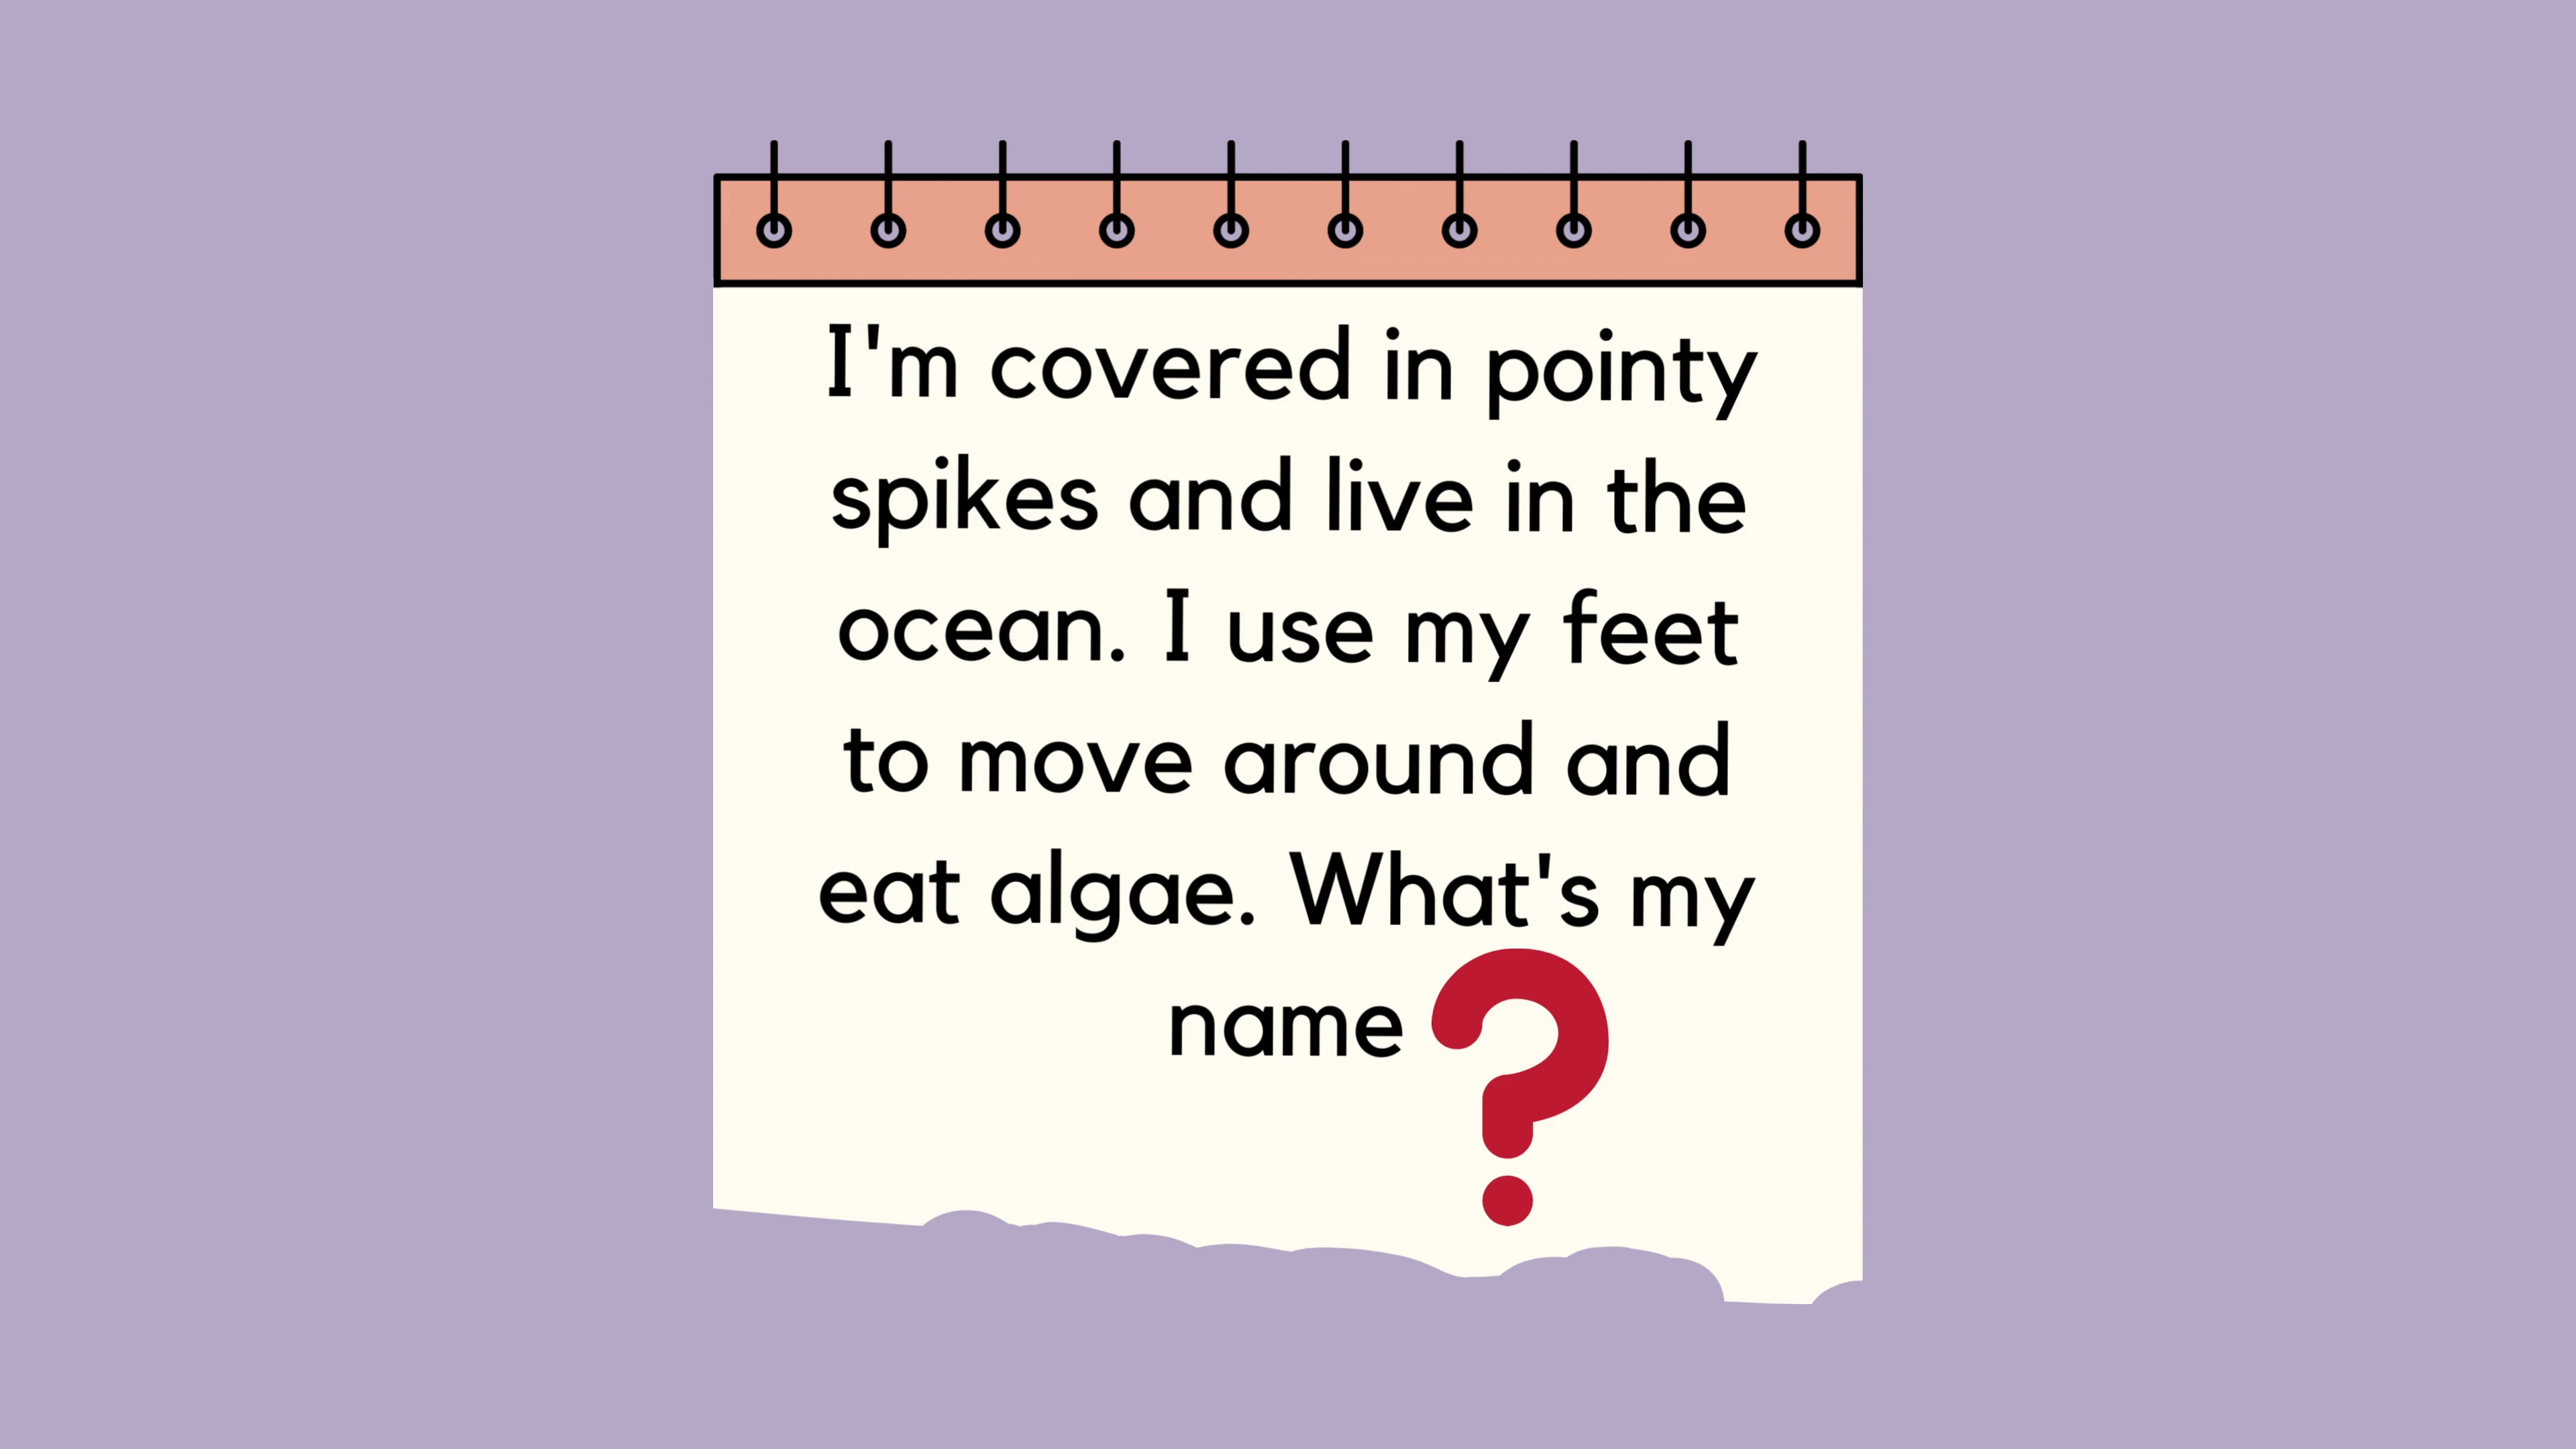 I'm covered in pointy
spikes and live in the
ocean. I use my feet
to move around and
eat algae. What's my
name?